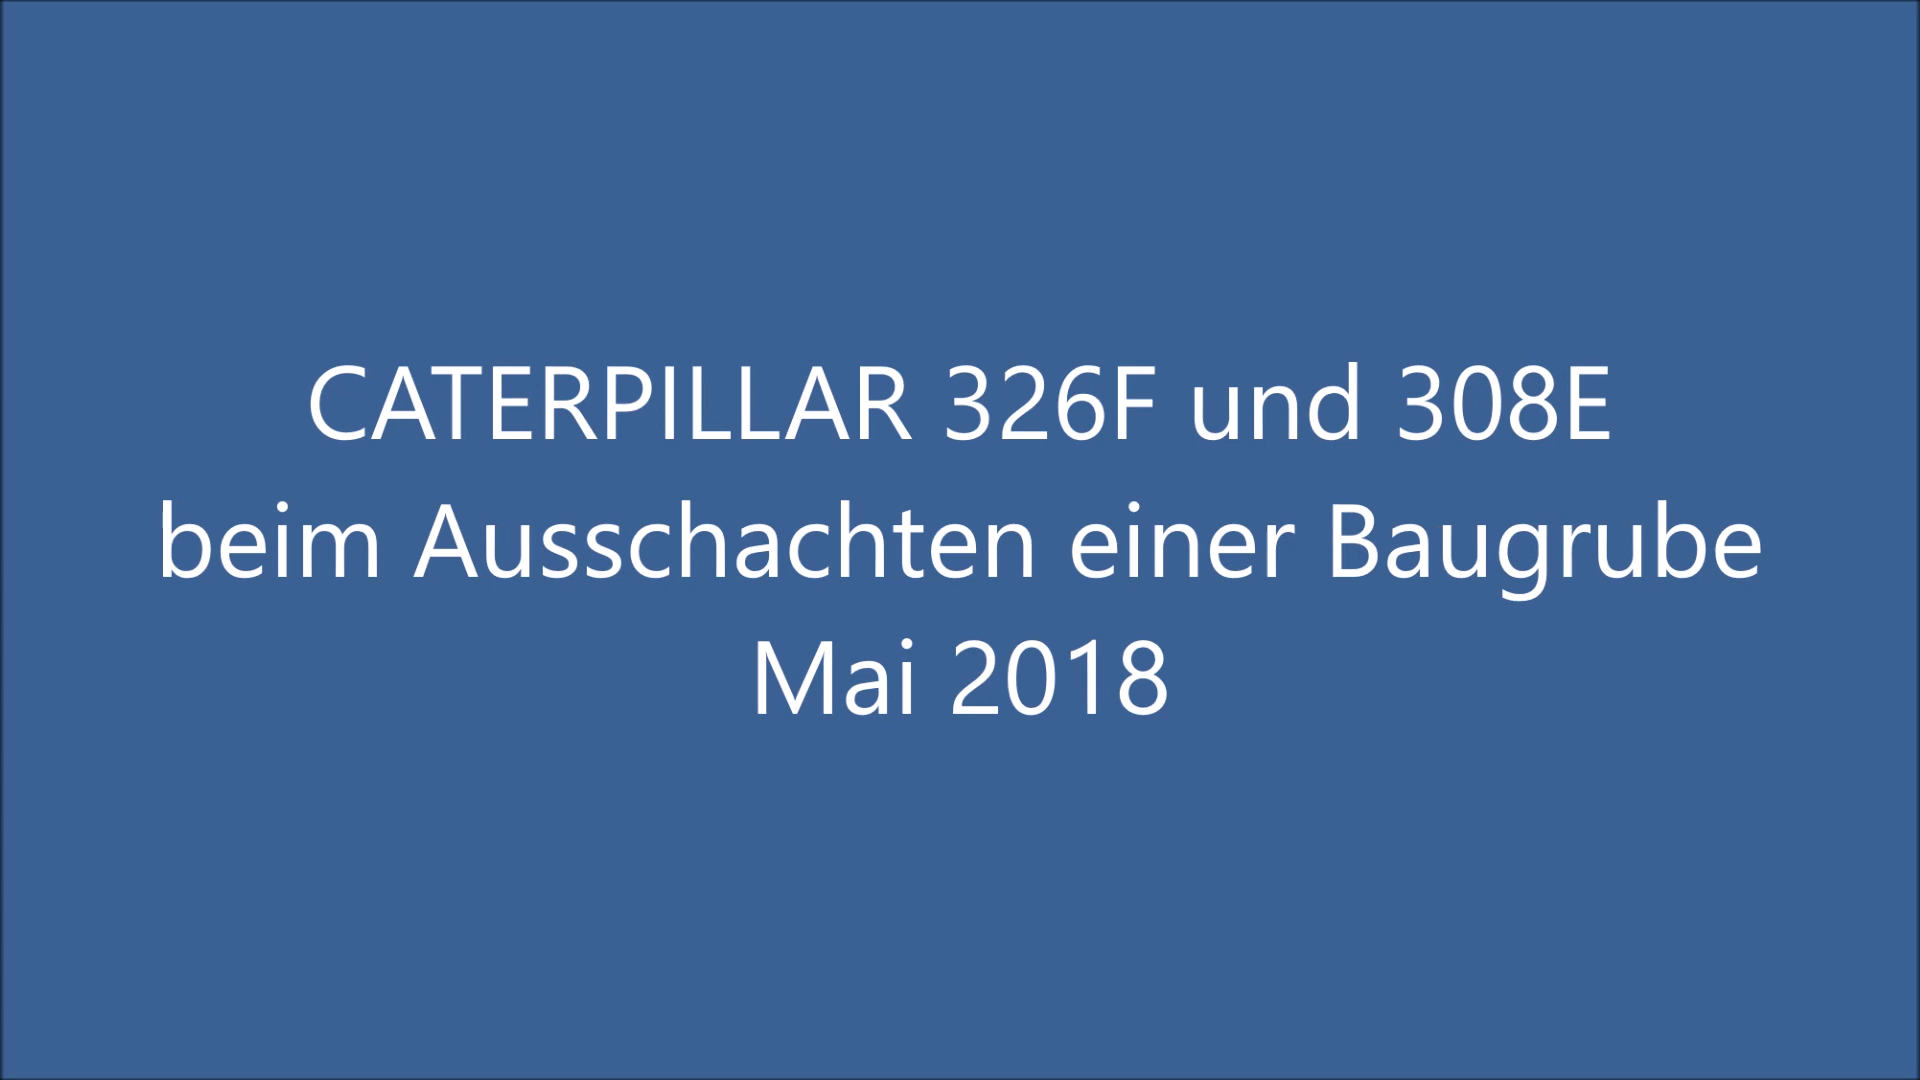 CATERPILLAR 326F und 308E
beim Ausschachten einer Baugrube
Mai 2018